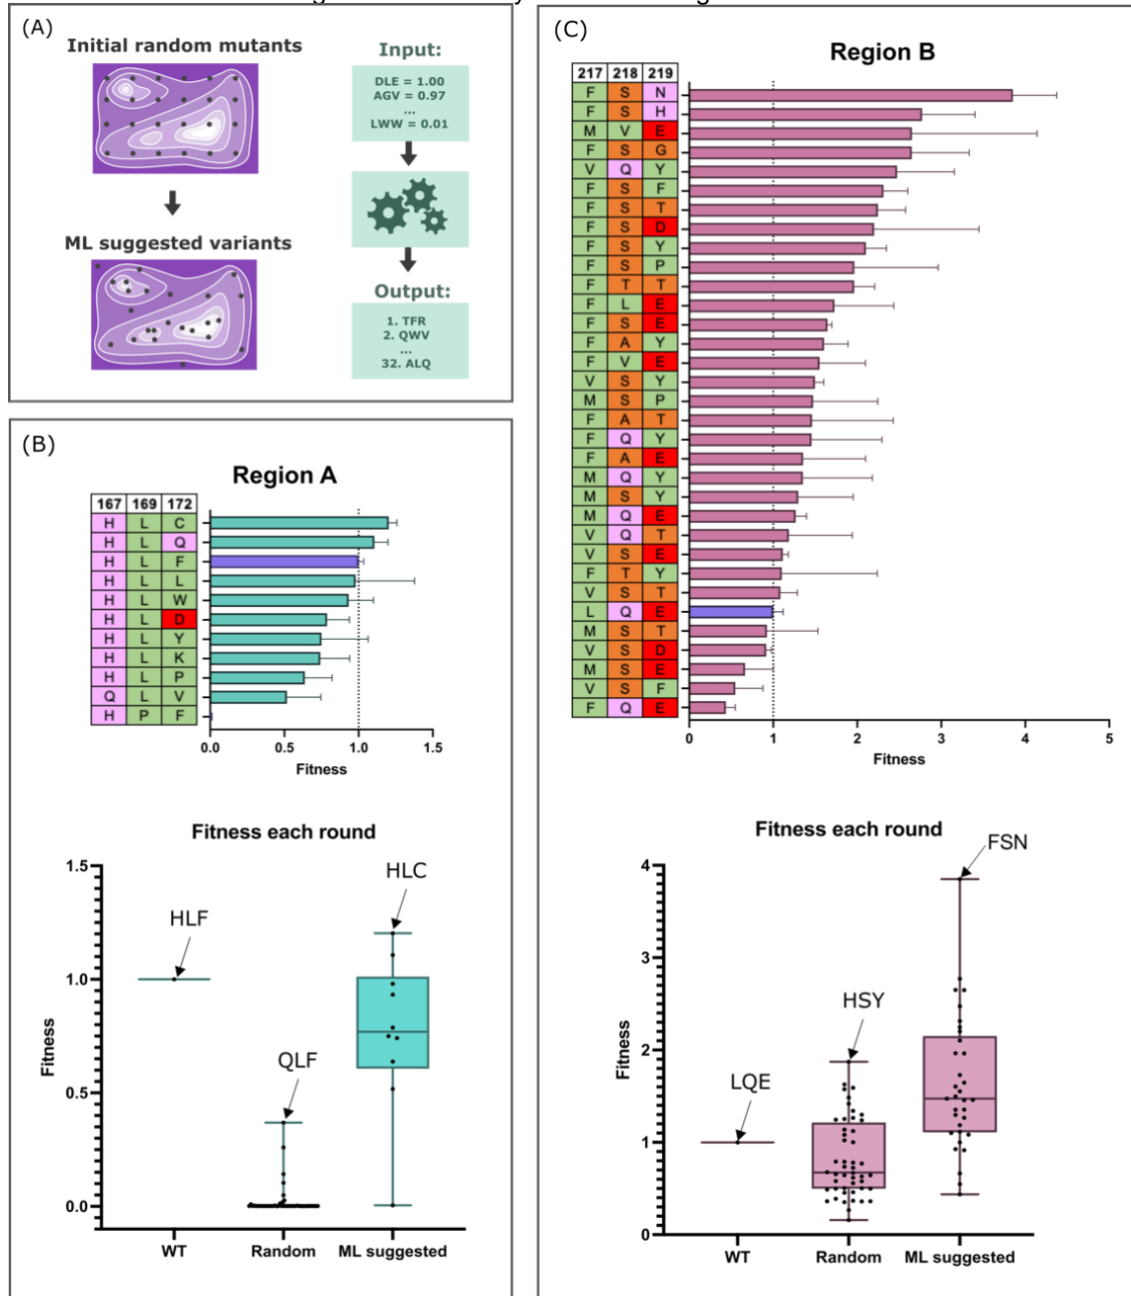 (A)
Initial random mutants
ML suggested variants
Input:
DLE = 1.00
AGV = 0.97
...
LWW = 0.01
Output:
1. TFR
2. QWV
...
32. ALQ
(B)
Region A
167 169 172
H L C
H L Q
H L F
H L L
H L W
H L D
H L Y
H L K
H L P
Q L V
H P F
0.0 0.5 1.0 1.5
Fitness
Fitness each round
Fitness
1.5
1.0
0.5
0.0
HLF
QLF
HLC
WT Random ML suggested
(C)
Region B
217 218 219
F S N
F S H
M V E
F S G
V Q Y
F S F
F S T
F S D
F S Y
F S P
F T T
F L E
F S E
F A Y
F V E
V S Y
M S P
F A T
F Q Y
F A E
M Q Y
M S Y
M Q E
V Q T
V S E
F T Y
V S T
L Q E
M S T
V S D
M S E
V S F
F Q E
0 1 2 3 4 5
Fitness
Fitness each round
Fitness
4
3
2
1
0
LQE
HSY
FSN
WT Random ML suggested